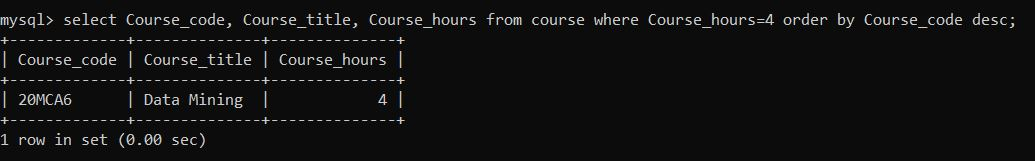 mysql> select Course_code, Course_title, Course_hours from course where Course_hours=4 order by Course_code desc;
+-------------+--------------+--------------+
| Course_code | Course_title | Course_hours |
+-------------+--------------+--------------+
| 20MCA6      | Data Mining  |            4 |
+-------------+--------------+--------------+
1 row in set (0.00 sec)